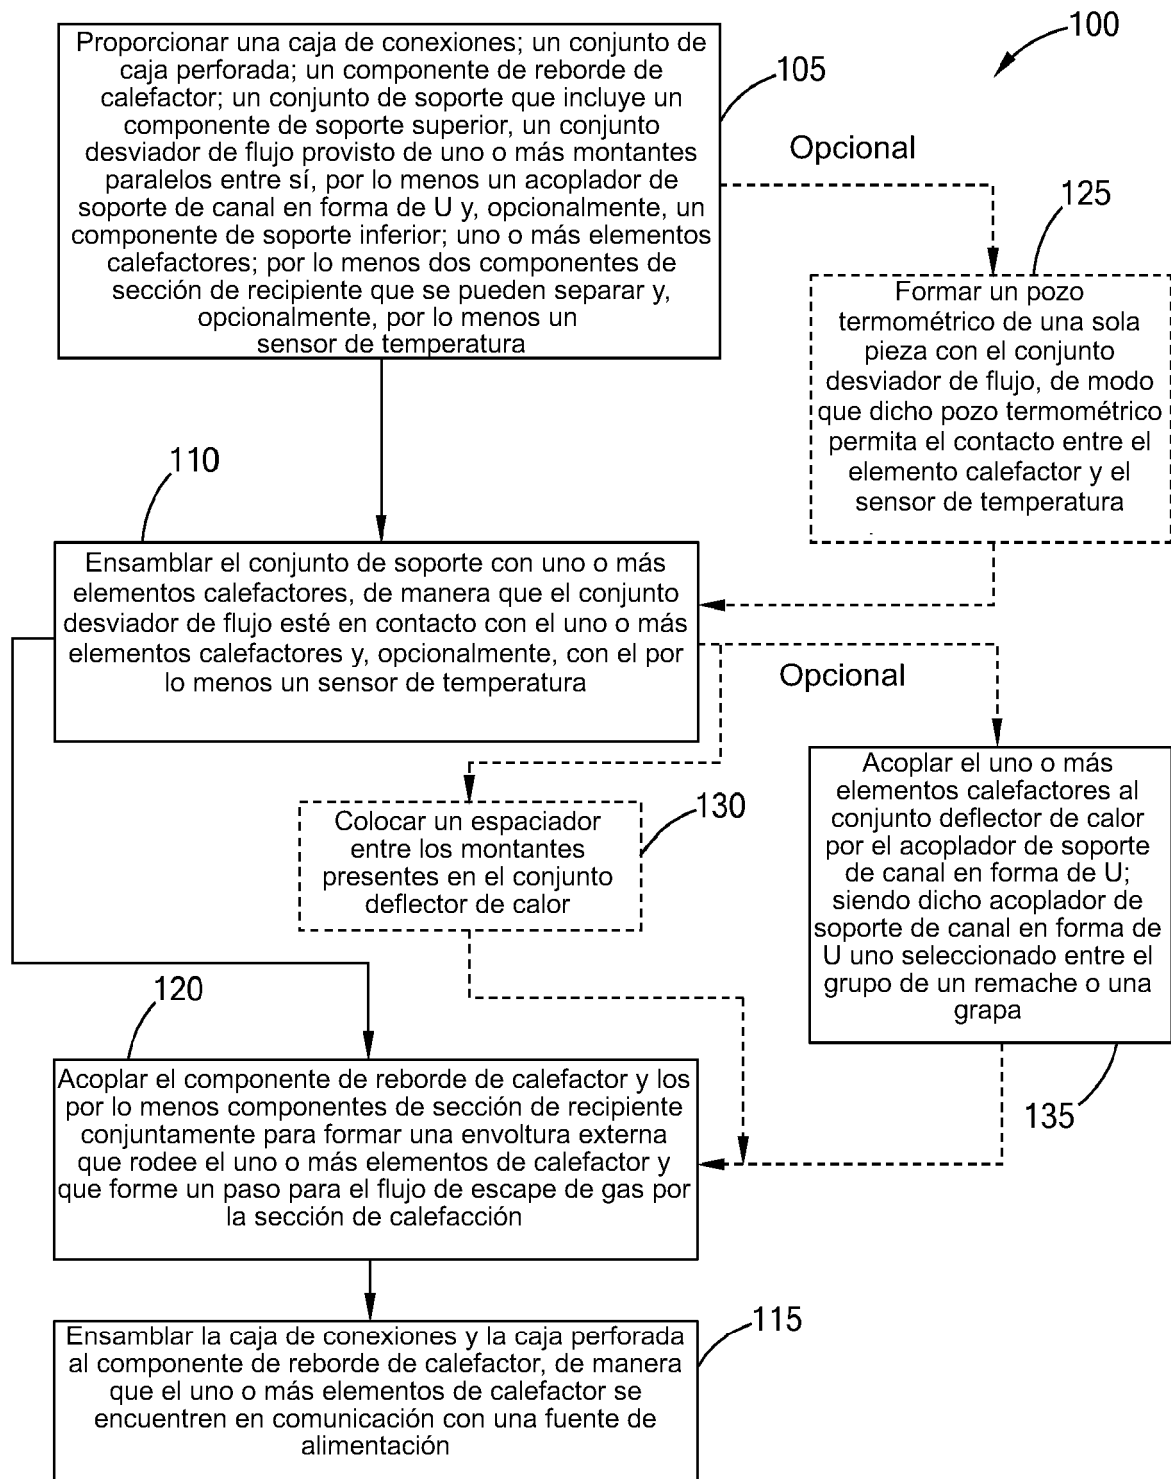 100
Proporcionar una caja de conexiones; un conjunto de
caja perforada; un componente de reborde de
calefactor; un conjunto de soporte que incluye un
componente de soporte superior, un conjunto
desviador de flujo provisto de uno o más montantes
paralelos entre sí, por lo menos un acoplador de
soporte de canal en forma de U y, opcionalmente, un
componente de soporte inferior; uno o más elementos
calefactores; por lo menos dos componentes de
sección de recipiente que se pueden separar y,
opcionalmente, por lo menos un
sensor de temperatura
105
Opcional
125
Formar un pozo
termométrico de una sola
pieza con el conjunto
desviador de flujo, de modo
que dicho pozo termométrico
permita el contacto entre el
elemento calefactor y el
sensor de temperatura
110
Ensamblar el conjunto de soporte con uno o más
elementos calefactores, de manera que el conjunto
desviador de flujo esté en contacto con el uno o más
elementos calefactores y, opcionalmente, con el por
lo menos un sensor de temperatura
Opcional
Colocar un espaciador
entre los montantes
presentes en el conjunto
deflector de calor
130
Acoplar el uno o más
elementos calefactores al
conjunto deflector de calor
por el acoplador de soporte
de canal en forma de U;
siendo dicho acoplador de
soporte de canal en forma de
U uno seleccionado entre el
grupo de un remache o una
grapa
135
120
Acoplar el componente de reborde de calefactor y los
por lo menos componentes de sección de recipiente
conjuntamente para formar una envoltura externa
que rodee el uno o más elementos de calefactor y
que forme un paso para el flujo de escape de gas por
la sección de calefacción
115
Ensamblar la caja de conexiones y la caja perforada
al componente de reborde de calefactor, de manera
que el uno o más elementos de calefactor se
encuentren en comunicación con una fuente de
alimentación